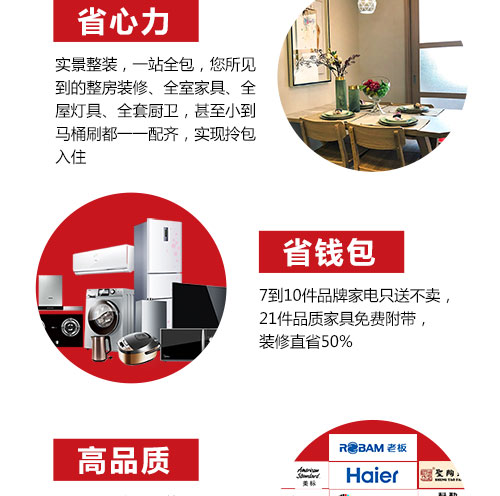 省心力
实景整装，一站全包，您所见
到的整房装修、全室家具、全
屋灯具、全套厨卫，甚至小到
马桶刷都一一配齐，实现拎包
入住
省钱包
7到10件品牌家电只送不卖，
21件品质家具免费附带，
装修直省50%
高品质
ROBAM 老板
American
Standard
美标
Haier